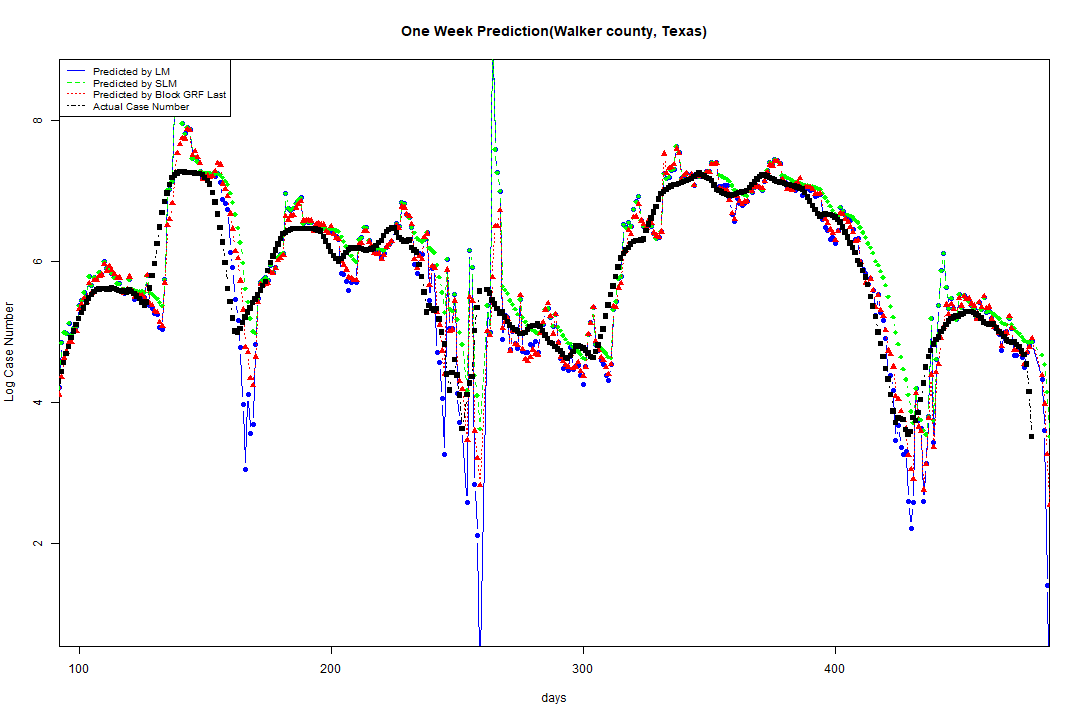 One Week Prediction(Walker county, Texas)
Predicted by LM
Predicted by SLM
Predicted by Block GRF Last
Actual Case Number
8
6
4
2
Log Case Number
100 200 300 400
days